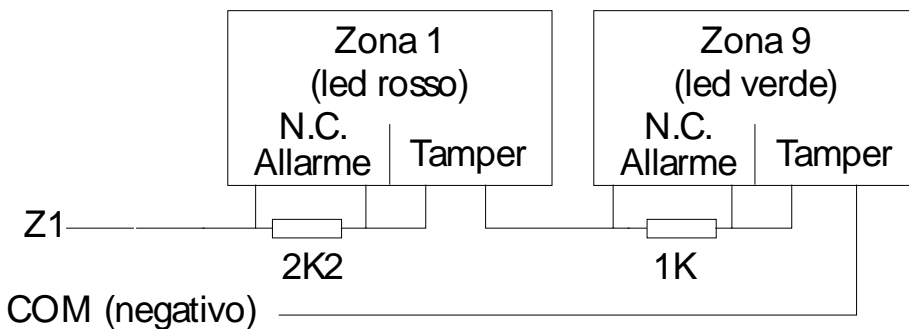 Zona 1
(led rosso)
N.C.
Allarme
Tamper
Zona 9
(led verde)
N.C.
Allarme
Tamper
Z1
2K2
1K
COM (negativo)